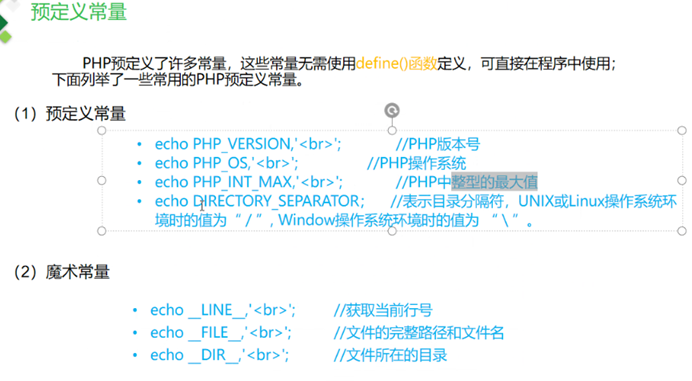 预定义常量
PHP预定义了许多常量，这些常量无需使用define()函数定义，可直接在程序中使用；
下面列举了一些常用的PHP预定义常量。
（1）预定义常量
• echo PHP_VERSION,'<br>'; //PHP版本号
• echo PHP_OS,'<br>'; //PHP操作系统
• echo PHP_INT_MAX,'<br>'; //PHP中整型的最大值
• echo DIRECTORY_SEPARATOR； //表示目录分隔符，UNIX或Linux操作系统环
境时的值为“ / ”, Window操作系统环境时的值为 “ \ ” 。
（2）魔术常量
• echo __LINE__,'<br>'; //获取当前行号
• echo __FILE__,'<br>'; //文件的完整路径和文件名
• echo __DIR__,'<br>'; //文件所在的目录